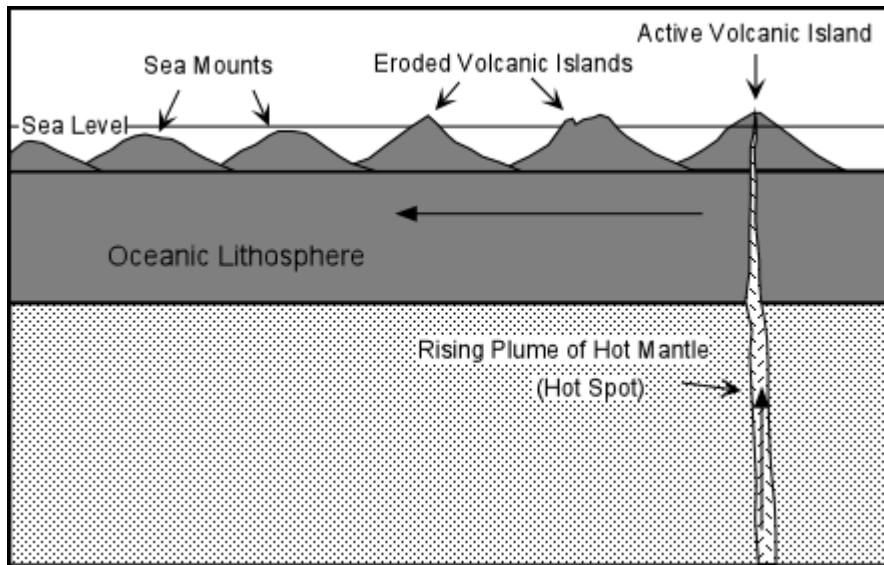 Active Volcanic Island
Sea Mounts
Eroded Volcanic Islands
Sea Level
Oceanic Lithosphere
Rising Plume of Hot Mantle
(Hot Spot)